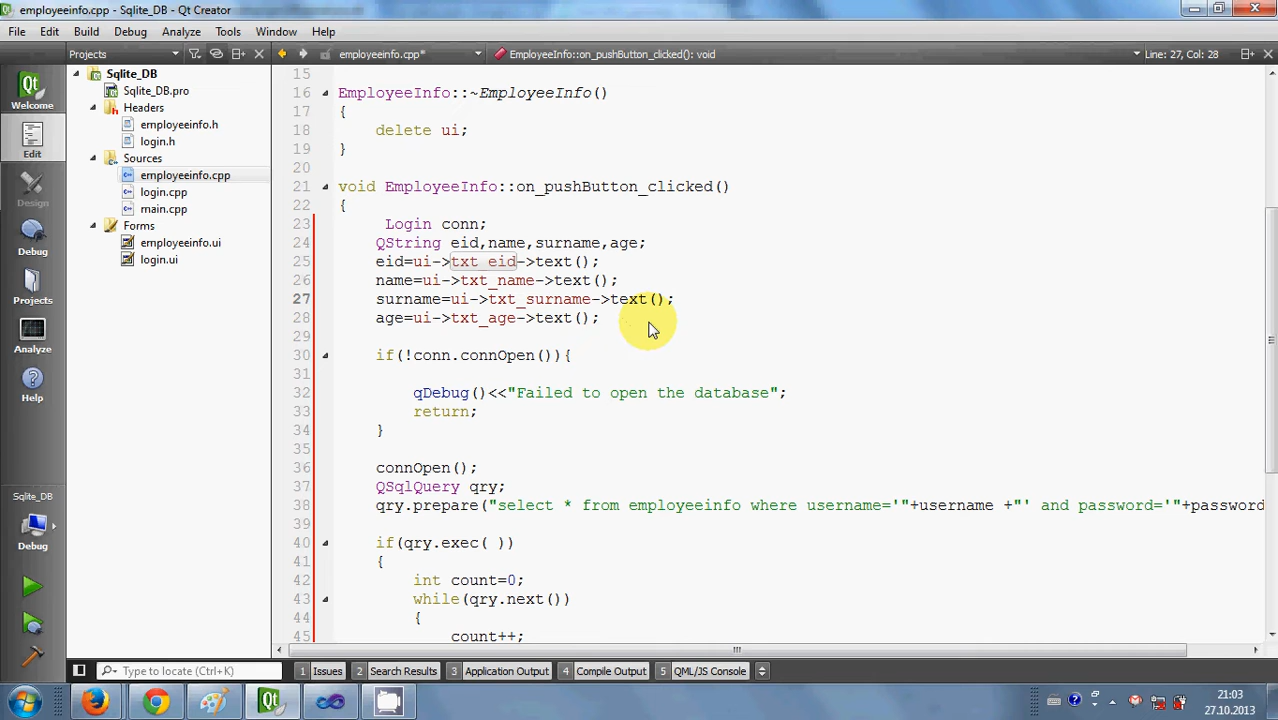 employeeinfo.cpp - Sqlite_DB - Qt Creator
File Edit Build Debug Analyze Tools Window Help
Projects employeeinfo.cpp* EmployeeInfo::on_pushButton_clicked(): void Line: 27, Col: 28
Welcome
Edit
Design
Debug
Projects
Analyze
Help
Sqlite_DB
Debug
Sqlite_DB
Sqlite_DB.pro
Headers
employeeinfo.h
login.h
Sources
employeeinfo.cpp
login.cpp
main.cpp
Forms
employeeinfo.ui
login.ui
15
16 EmployeeInfo::~EmployeeInfo()
17 {
18 delete ui;
19 }
20
21 void EmployeeInfo::on_pushButton_clicked()
22 {
23 Login conn;
24 QString eid,name,surname,age;
25 eid=ui->txt_eid->text();
26 name=ui->txt_name->text();
27 surname=ui->txt_surname->text();
28 age=ui->txt_age->text();
29
30 if(!conn.connOpen()){
31
32 qDebug()<<"Failed to open the database";
33 return;
34 }
35
36 connOpen();
37 QSqlQuery qry;
38 qry.prepare("select * from employeeinfo where username='"+username +"' and password='"+password
39
40 if(qry.exec( ))
41 {
42 int count=0;
43 while(qry.next())
44 {
45 count++;
Type to locate (Ctrl+K) 1 Issues 2 Search Results 3 Application Output 4 Compile Output 5 QML/JS Console
21:03
27.10.2013